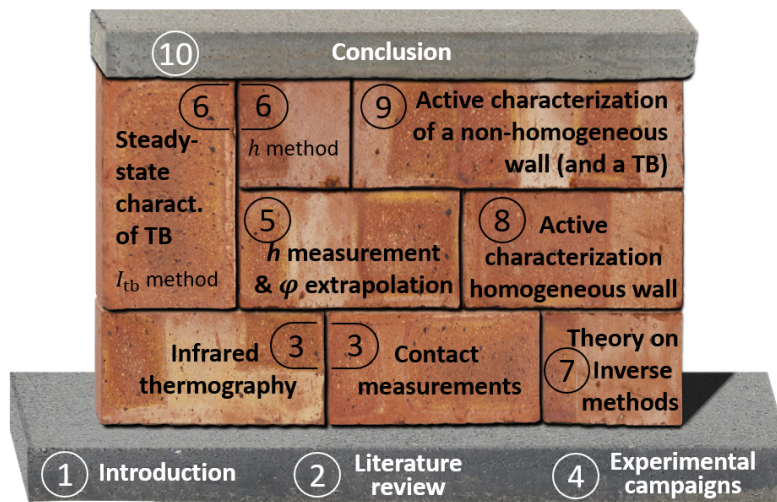 10 Conclusion
6
Steady-
state
charact.
of TB
I_tb method
6
h method
9 Active characterization
of a non-homogeneous
wall (and a TB)
5
h measurement
& φ extrapolation
8 Active
characterization
homogeneous wall
Infrared 3
thermography
3 Contact
measurements
Theory on
7 Inverse
methods
1 Introduction
2 Literature
review
4 Experimental
campaigns